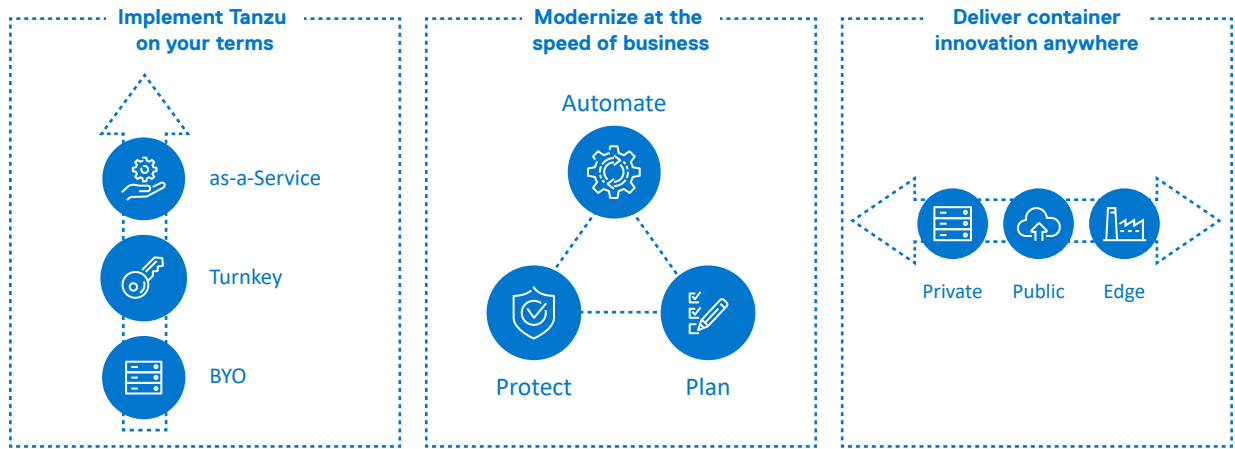 Implement Tanzu
on your terms
as-a-Service
Turnkey
BYO
Modernize at the
speed of business
Automate
Protect
Plan
Deliver container
innovation anywhere
Private
Public
Edge